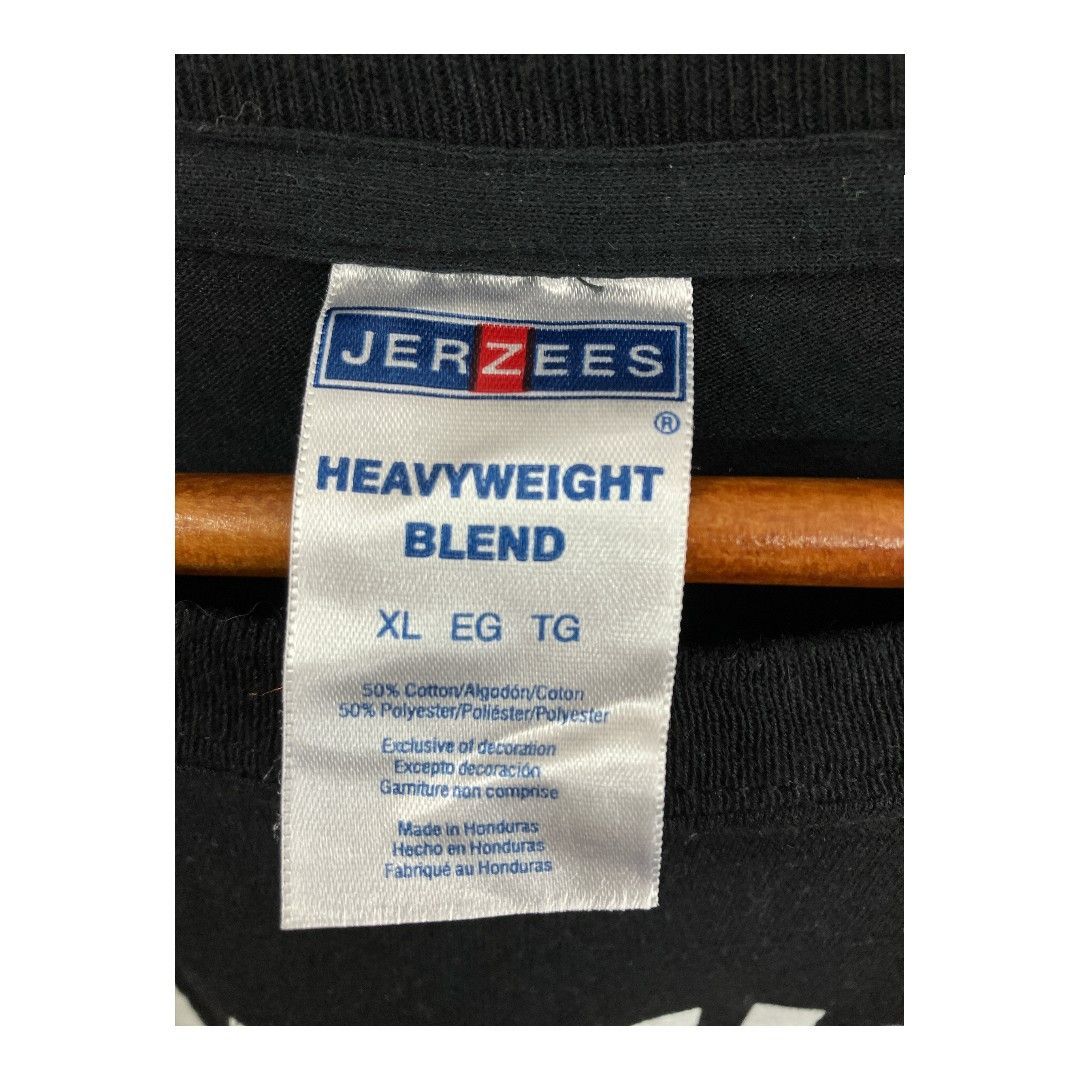 JERZEES
®
HEAVYWEIGHT
BLEND
XL EG TG
50% Cotton/Algodón/Coton
50% Polyester/Poliéster/Polyester
Exclusive of decoration
Excepto decoración
Garniture non comprise
Made in Honduras
Hecho en Honduras
Fabriqué au Honduras